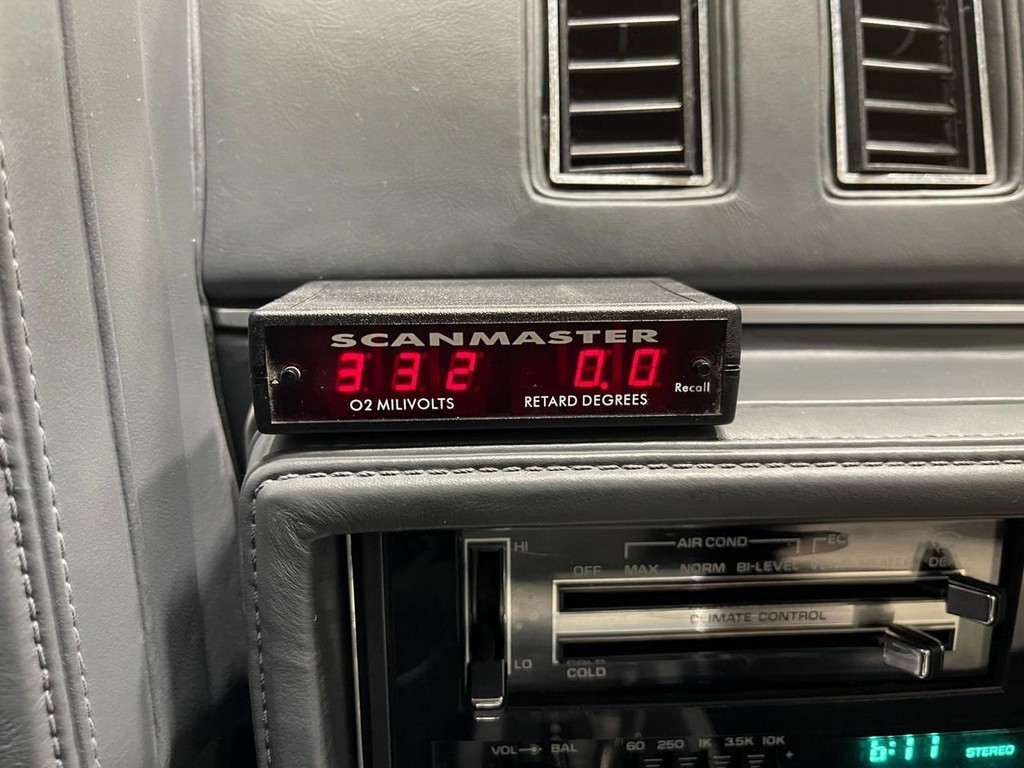 SCANMASTER
332 0.0
O2 MILIVOLTS RETARD DEGREES Recall
HI AIR COND
OFF MAX NORM BI-LEVEL
CLIMATE CONTROL
LO COLD
VOL BAL 60 250 1K 3.5K 10K
+ 6:11 STEREO